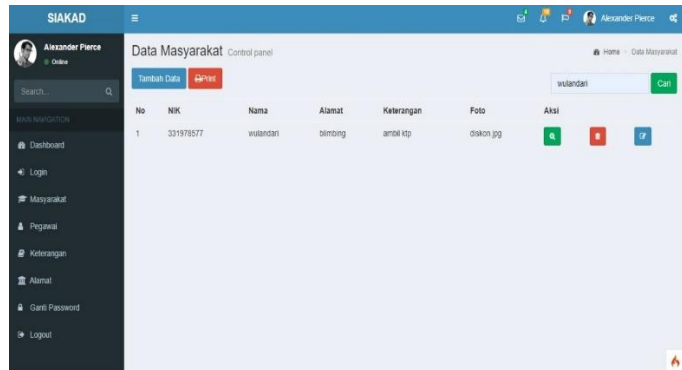 SIAKAD
Alexander Pierce
Alexander Pierce
Online
Data Masyarakat Control panel
Home > Data Masyarakat
Tambah Data Print
wulandari Cari
Search...
No NIK Nama Alamat Keterangan Foto Aksi
1 331978577 wulandari blimbing ambil ktp diskon.jpg
MAIN NAVIGATION
Dashboard
Login
Masyarakat
Pegawai
Keterangan
Alamat
Ganti Password
Logout